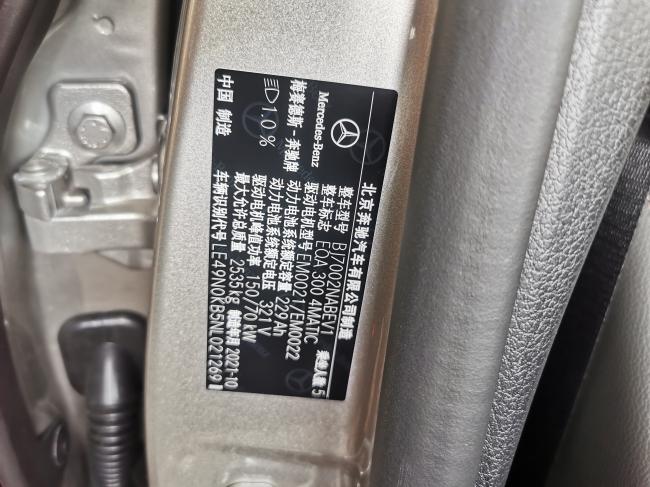 北京奔驰汽车有限公司制造
Mercedes-Benz
梅赛德斯-奔驰牌
1.0%
中国 制造
整车型号 BJ7002NABEV1 乘坐人数 5
整车标志 EQA 300 4MATIC
驱动电机型号 EM0021/EM0022
动力电池系统额定容量 229Ah
动力电池系统额定电压 321V
驱动电机峰值功率 150/70 kW
最大允许总质量 2535kg 制造年月 2021-10
车辆识别代号 LE49N0KB5NL021269